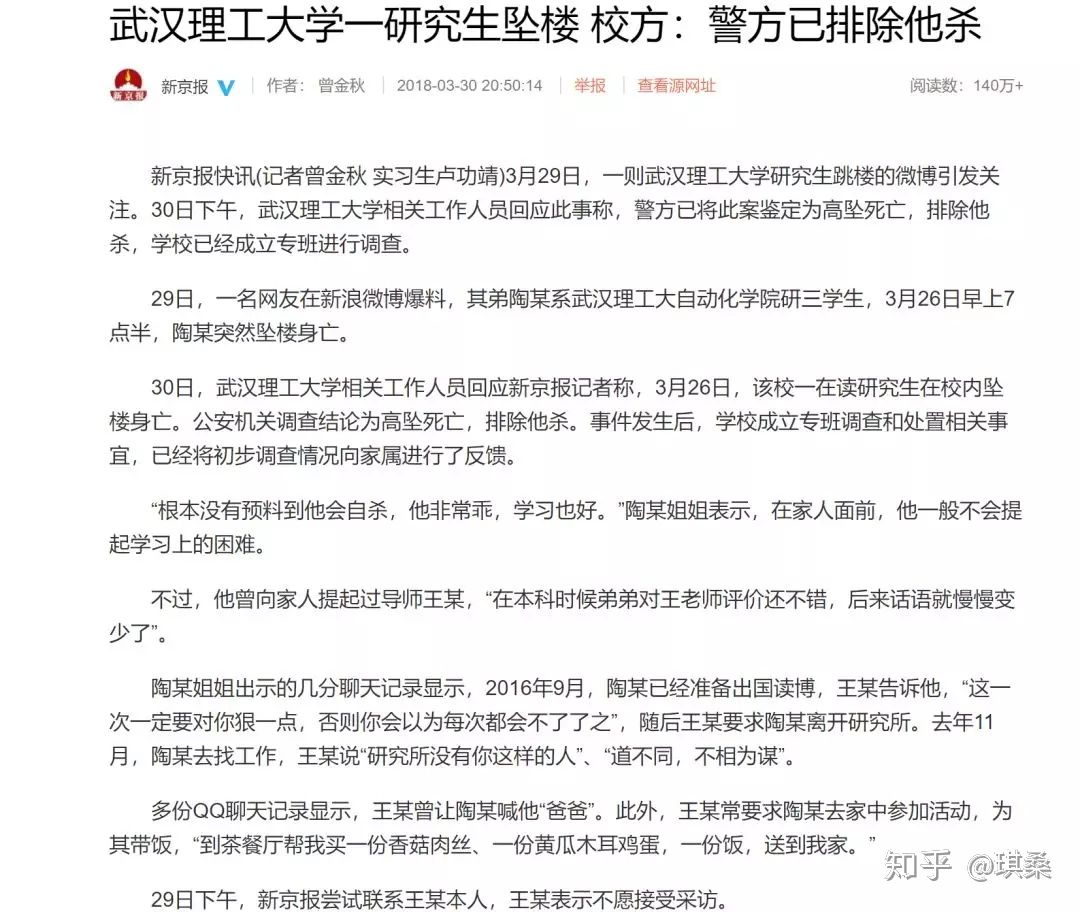 武汉理工大学一研究生坠楼 校方：警方已排除他杀
新京报
新京报 作者： 曾金秋 2018-03-30 20:50:14 举报 查看源网址 阅读数：140万+
新京报快讯(记者曾金秋 实习生卢功靖)3月29日，一则武汉理工大学研究生跳楼的微博引发关
注。30日下午，武汉理工大学相关工作人员回应此事称，警方已将此案鉴定为高坠死亡，排除他
杀，学校已经成立专班进行调查。
29日，一名网友在新浪微博爆料，其弟陶某系武汉理工大自动化学院研三学生，3月26日早上7
点半，陶某突然坠楼身亡。
30日，武汉理工大学相关工作人员回应新京报记者称，3月26日，该校一在读研究生在校内坠
楼身亡。公安机关调查结论为高坠死亡，排除他杀。事件发生后，学校成立专班调查和处置相关事
宜，已经将初步调查情况向家属进行了反馈。
“根本没有预料到他会自杀，他非常乖，学习也好。”陶某姐姐表示，在家人面前，他一般不会提
起学习上的困难。
不过，他曾向家人提起过导师王某，“在本科时候弟弟对王老师评价还不错，后来话语就慢慢变
少了”。
陶某姐姐出示的几分聊天记录显示，2016年9月，陶某已经准备出国读博，王某告诉他，“这一
次一定要对你狠一点，否则你会以为每次都会不了了之”，随后王某要求陶某离开研究所。去年11
月，陶某去找工作，王某说“研究所没有你这样的人”、“道不同，不相为谋”。
多份QQ聊天记录显示，王某曾让陶某喊他“爸爸”。此外，王某常要求陶某去家中参加活动，为
其带饭，“到茶餐厅帮我买一份香菇肉丝、一份黄瓜木耳鸡蛋，一份饭，送到我家。”
29日下午，新京报尝试联系王某本人，王某表示不愿接受采访。
知乎 @琪桑